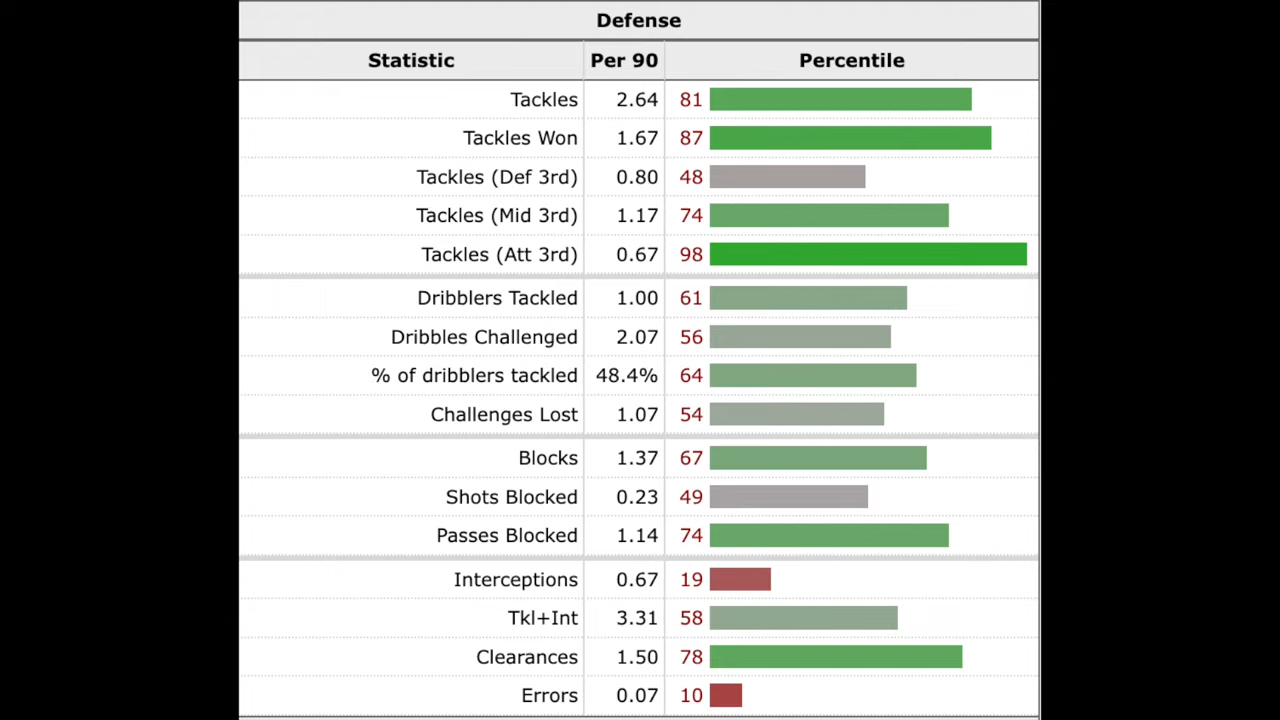 Defense
Statistic Per 90 Percentile
Tackles 2.64 81
Tackles Won 1.67 87
Tackles (Def 3rd) 0.80 48
Tackles (Mid 3rd) 1.17 74
Tackles (Att 3rd) 0.67 98
Dribblers Tackled 1.00 61
Dribbles Challenged 2.07 56
% of dribblers tackled 48.4% 64
Challenges Lost 1.07 54
Blocks 1.37 67
Shots Blocked 0.23 49
Passes Blocked 1.14 74
Interceptions 0.67 19
Tkl+Int 3.31 58
Clearances 1.50 78
Errors 0.07 10